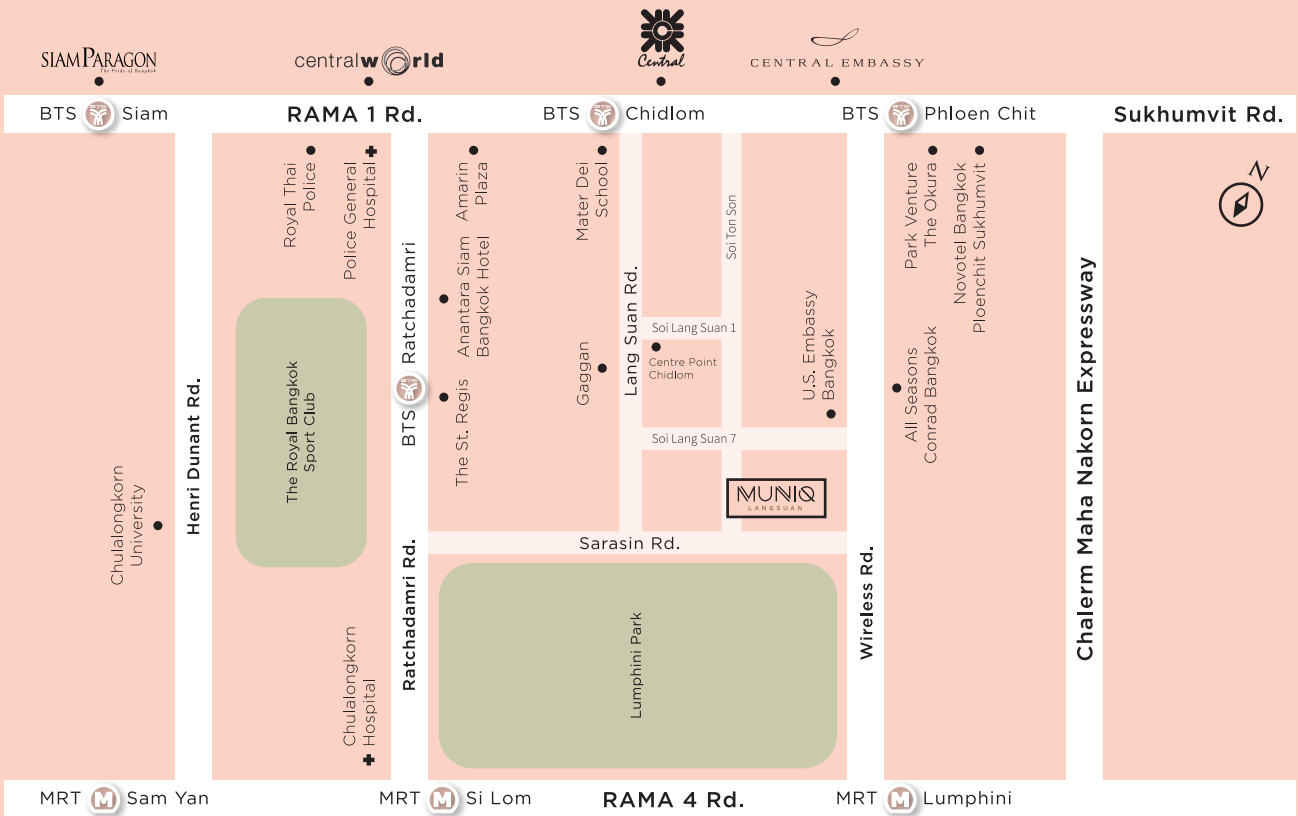 SIAM PARAGON
The Pride of Bangkok
centralwOrld
Central
CENTRAL EMBASSY
BTS Siam
RAMA 1 Rd.
BTS Chidlom
BTS Phloen Chit
Sukhumvit Rd.
Royal Thai
Police
Police General
Hospital
Amarin
Plaza
Mater Dei
School
Soi Ton Son
Park Venture
The Okura
Novotel Bangkok
Ploenchit Sukhumvit
N
BTS Ratchadamri
Anantara Siam
Bangkok Hotel
Lang Suan Rd.
Soi Lang Suan 1
Centre Point
Chidlom
Gaggan
U.S. Embassy
Bangkok
All Seasons
Conrad Bangkok
Henri Dunant Rd.
The Royal Bangkok
Sport Club
The St. Regis
Soi Lang Suan 7
MUNIQ
LANGSUAN
Chalerm Maha Nakorn Expressway
Chulalongkorn
University
Sarasin Rd.
Ratchadamri Rd.
Wireless Rd.
Lumphini Park
Chulalongkorn
Hospital
MRT M Sam Yan
MRT M Si Lom
RAMA 4 Rd.
MRT M Lumphini